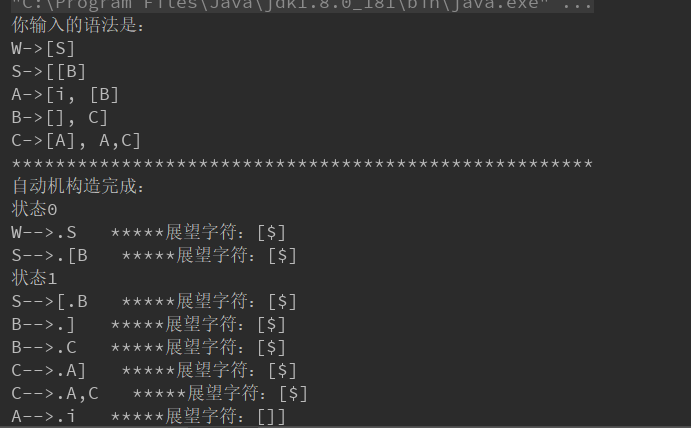 "C:\Program Files\Java\jdk1.8.0_181\bin\java.exe" ...
你输入的语法是:
W->[S]
S->[[B]
A->[i, [B]
B->[], C]
C->[A], A,C]
*****************************************************
自动机构造完成:
状态0
W-->.S   *****展望字符: [$]
S-->.[B   *****展望字符: [$]
状态1
S-->[.B   *****展望字符: [$]
B-->.]   *****展望字符: [$]
B-->.C   *****展望字符: [$]
C-->.A]   *****展望字符: [$]
C-->.A,C   *****展望字符: [$]
A-->.i   *****展望字符: []]